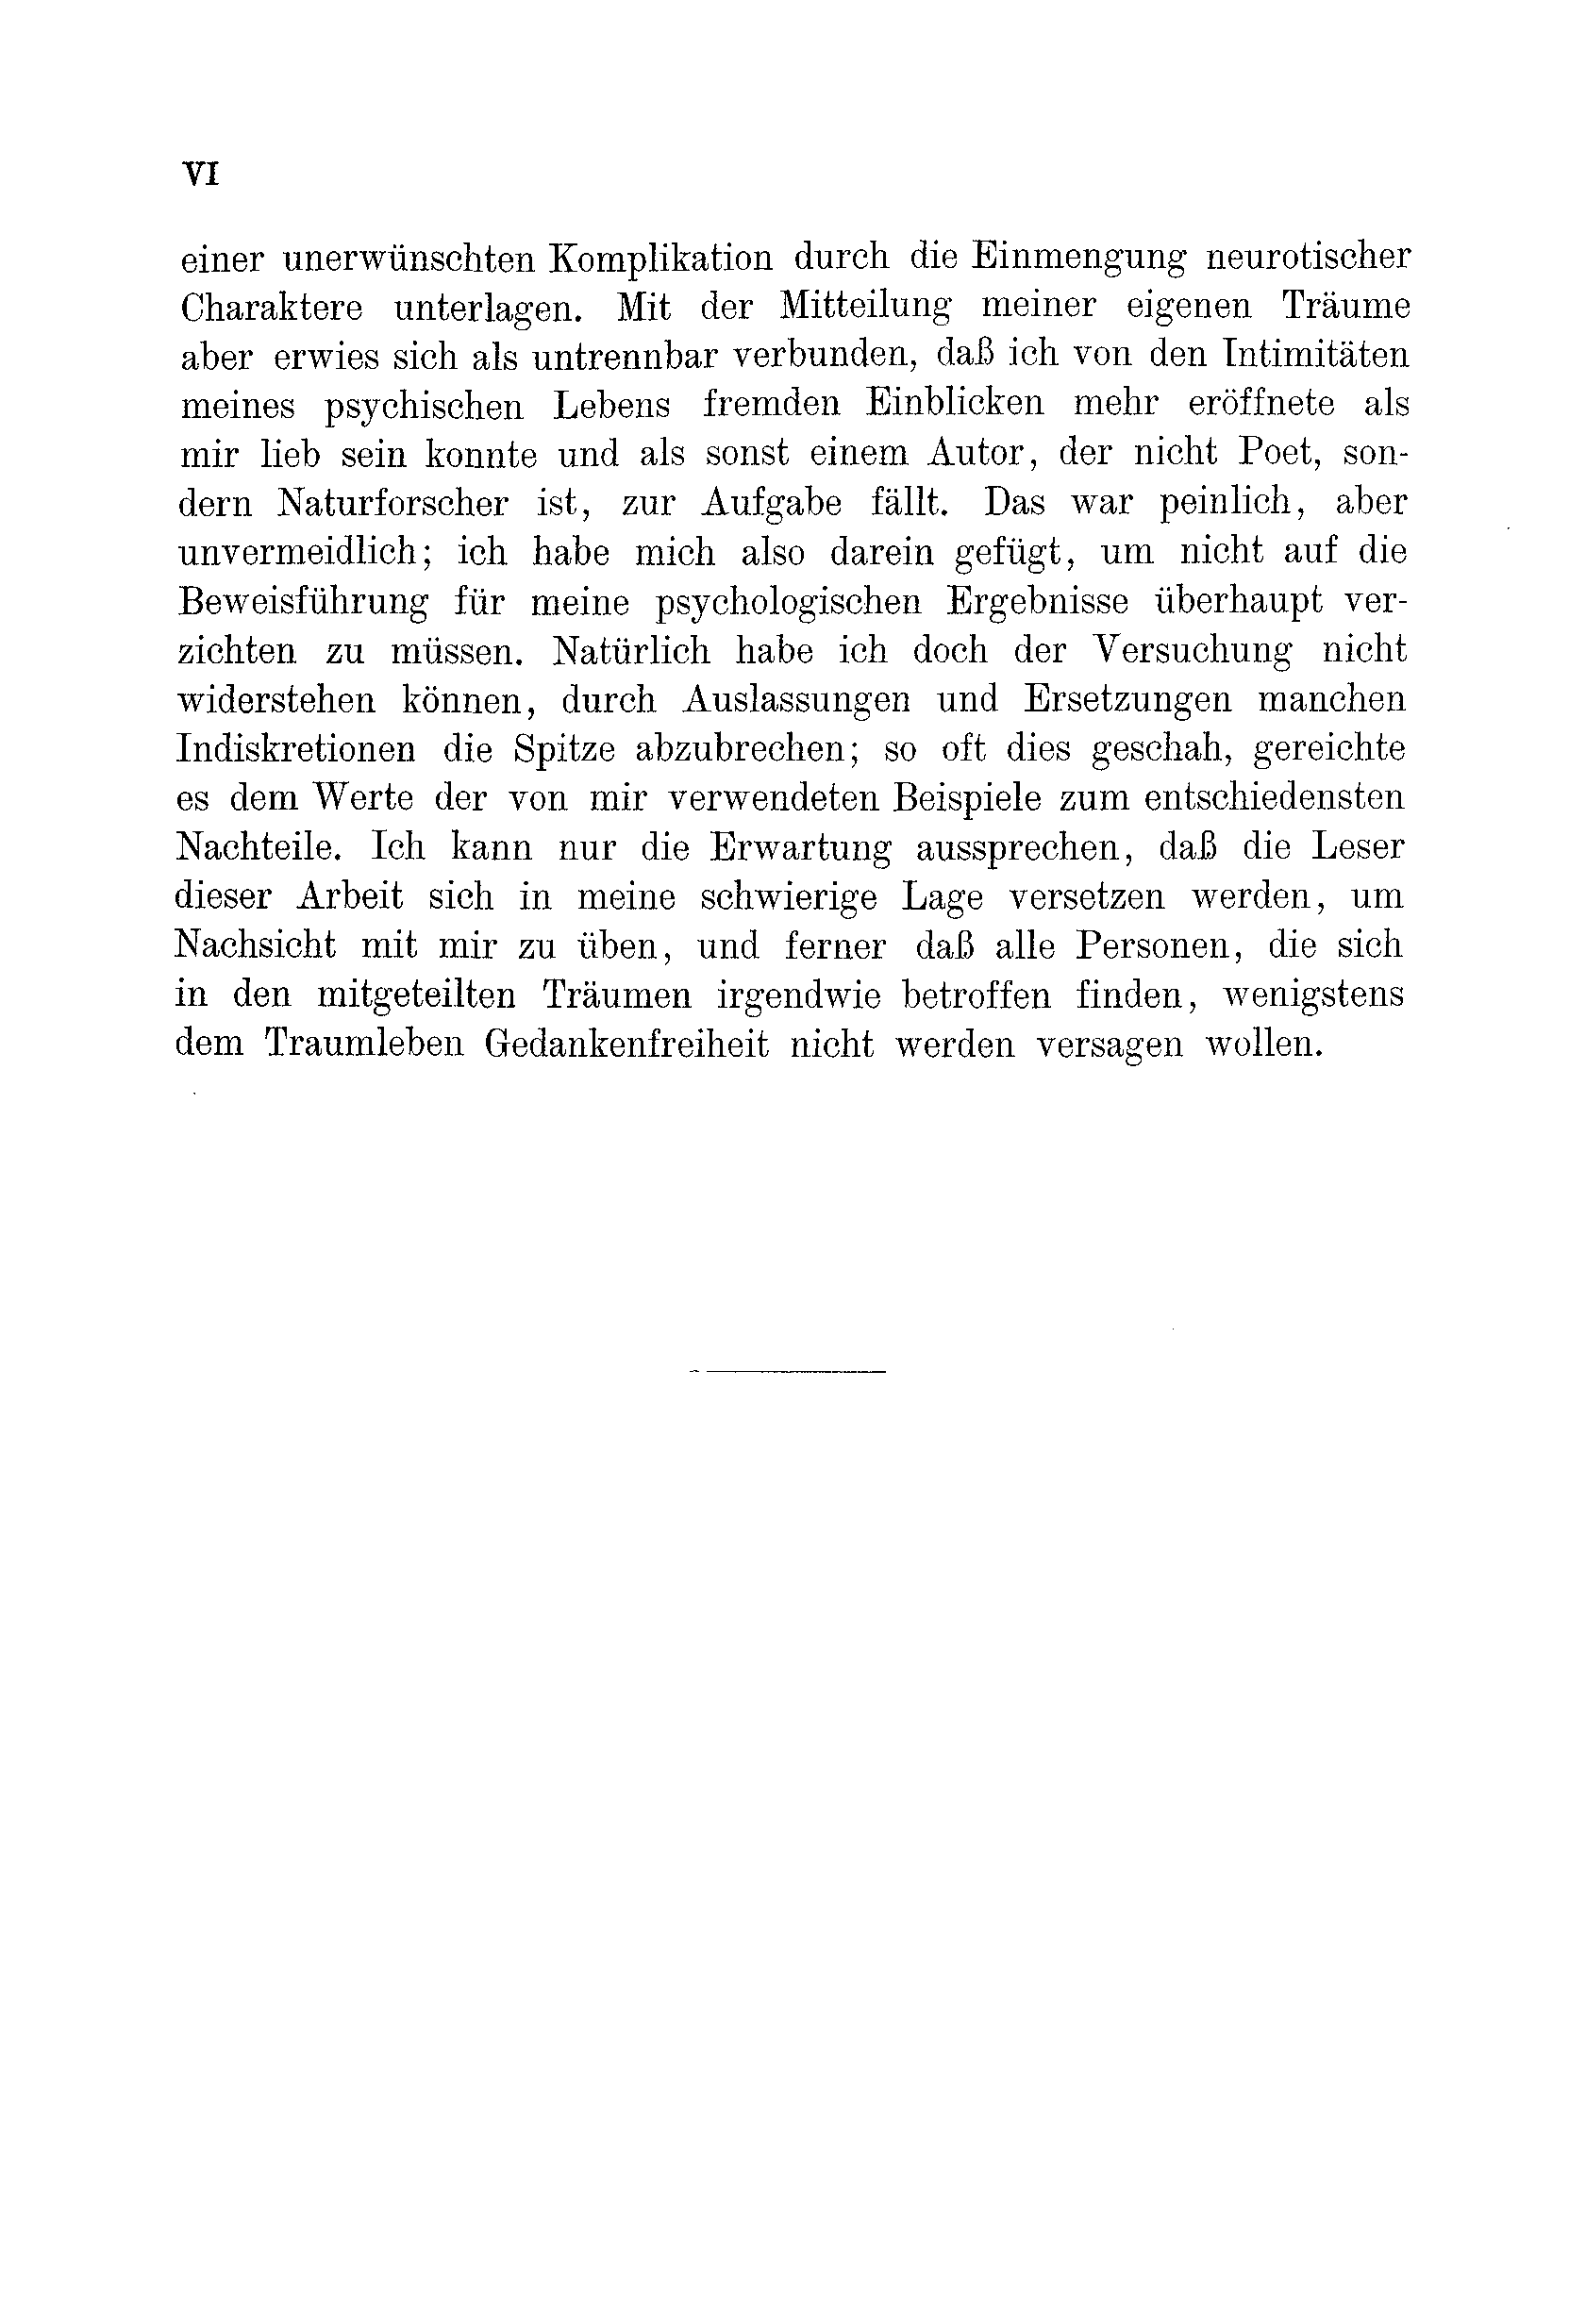 VI
einer unerwünschten Komplikation durch die Einmengung neurotischer
Charaktere unterlagen. Mit der Mitteilung meiner eigenen Träume
aber erwies sich als untrennbar verbunden, daß ich von den Intimitäten
meines psychischen Lebens fremden Einblicken mehr eröffnete als
mir lieb sein konnte und als sonst einem Autor, der nicht Poet, son-
dern Naturforscher ist, zur Aufgabe fällt. Das war peinlich, aber
unvermeidlich; ich habe mich also darein gefügt, um nicht auf die
Beweisführung für meine psychologischen Ergebnisse überhaupt ver-
zichten zu müssen. Natürlich habe ich doch der Versuchung nicht
widerstehen können, durch Auslassungen und Ersetzungen manchen
Indiskretionen die Spitze abzubrechen; so oft dies geschah, gereichte
es dem Werte der von mir verwendeten Beispiele zum entschiedensten
Nachteile. Ich kann nur die Erwartung aussprechen, daß die Leser
dieser Arbeit sich in meine schwierige Lage versetzen werden, um
Nachsicht mit mir zu üben, und ferner daß alle Personen, die sich
in den mitgeteilten Träumen irgendwie betroffen finden, wenigstens
dem Traumleben Gedankenfreiheit nicht werden versagen wollen.